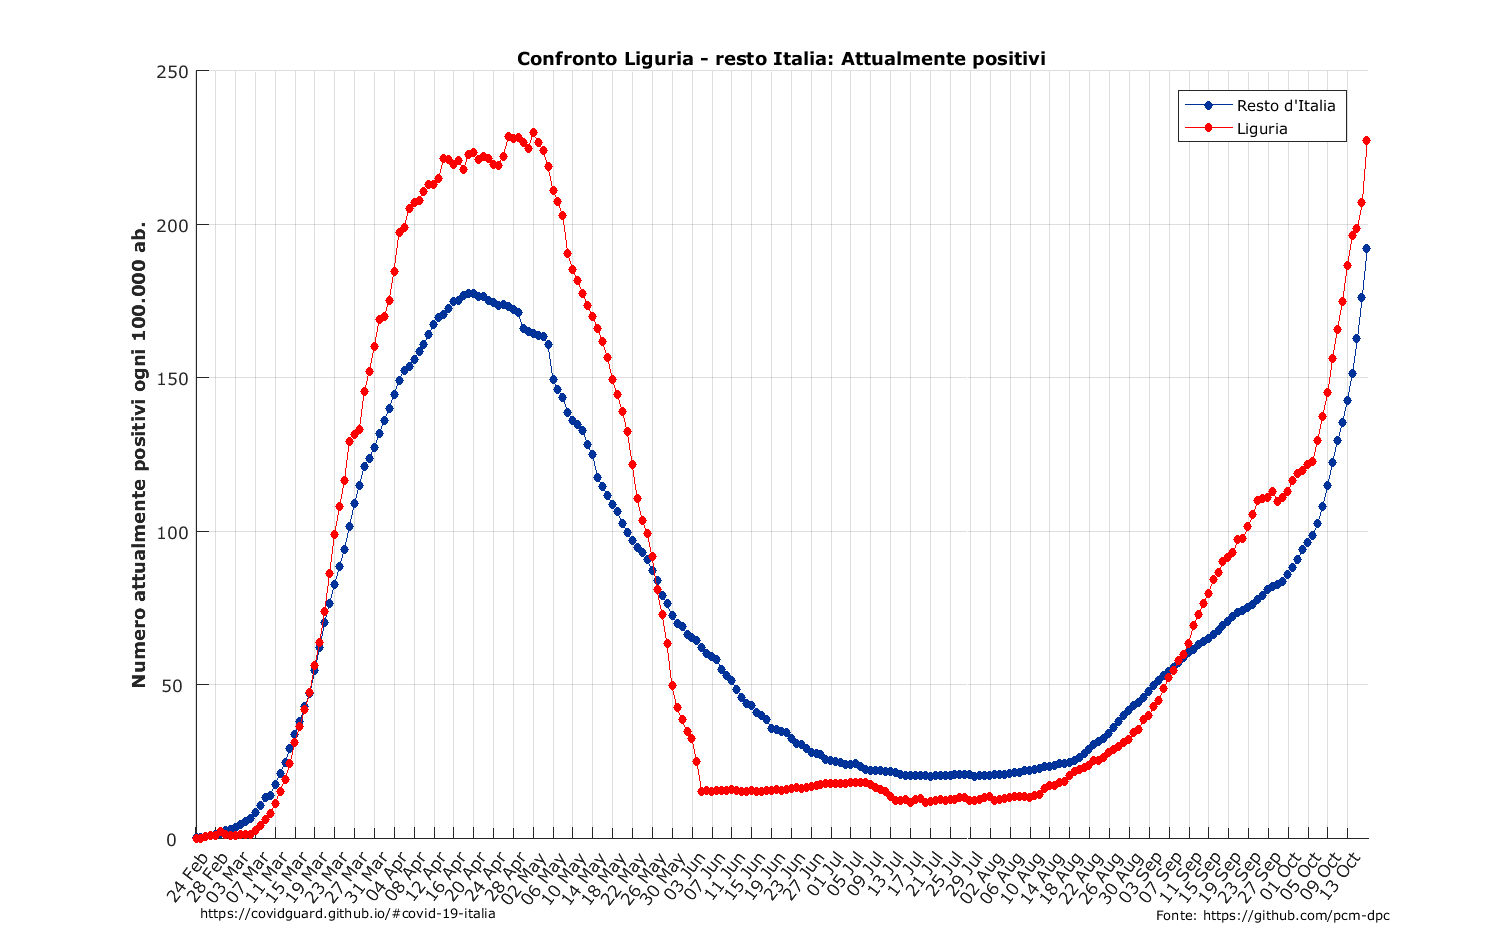 Confronto Liguria - resto Italia: Attualmente positivi
Numero attualmente positivi ogni 100.000 ab.
250
200
150
100
50
0
Resto d'Italia
Liguria
24 Feb
28 Feb
03 Mar
07 Mar
11 Mar
15 Mar
19 Mar
23 Mar
27 Mar
31 Mar
04 Apr
08 Apr
12 Apr
16 Apr
20 Apr
24 Apr
28 Apr
02 May
06 May
10 May
14 May
18 May
22 May
26 May
30 May
03 Jun
07 Jun
11 Jun
15 Jun
19 Jun
23 Jun
27 Jun
01 Jul
05 Jul
09 Jul
13 Jul
17 Jul
21 Jul
25 Jul
29 Jul
02 Aug
06 Aug
10 Aug
14 Aug
18 Aug
22 Aug
26 Aug
30 Aug
03 Sep
07 Sep
11 Sep
15 Sep
19 Sep
23 Sep
27 Sep
01 Oct
05 Oct
09 Oct
13 Oct
https://covidguard.github.io/#covid-19-italia
Fonte: https://github.com/pcm-dpc